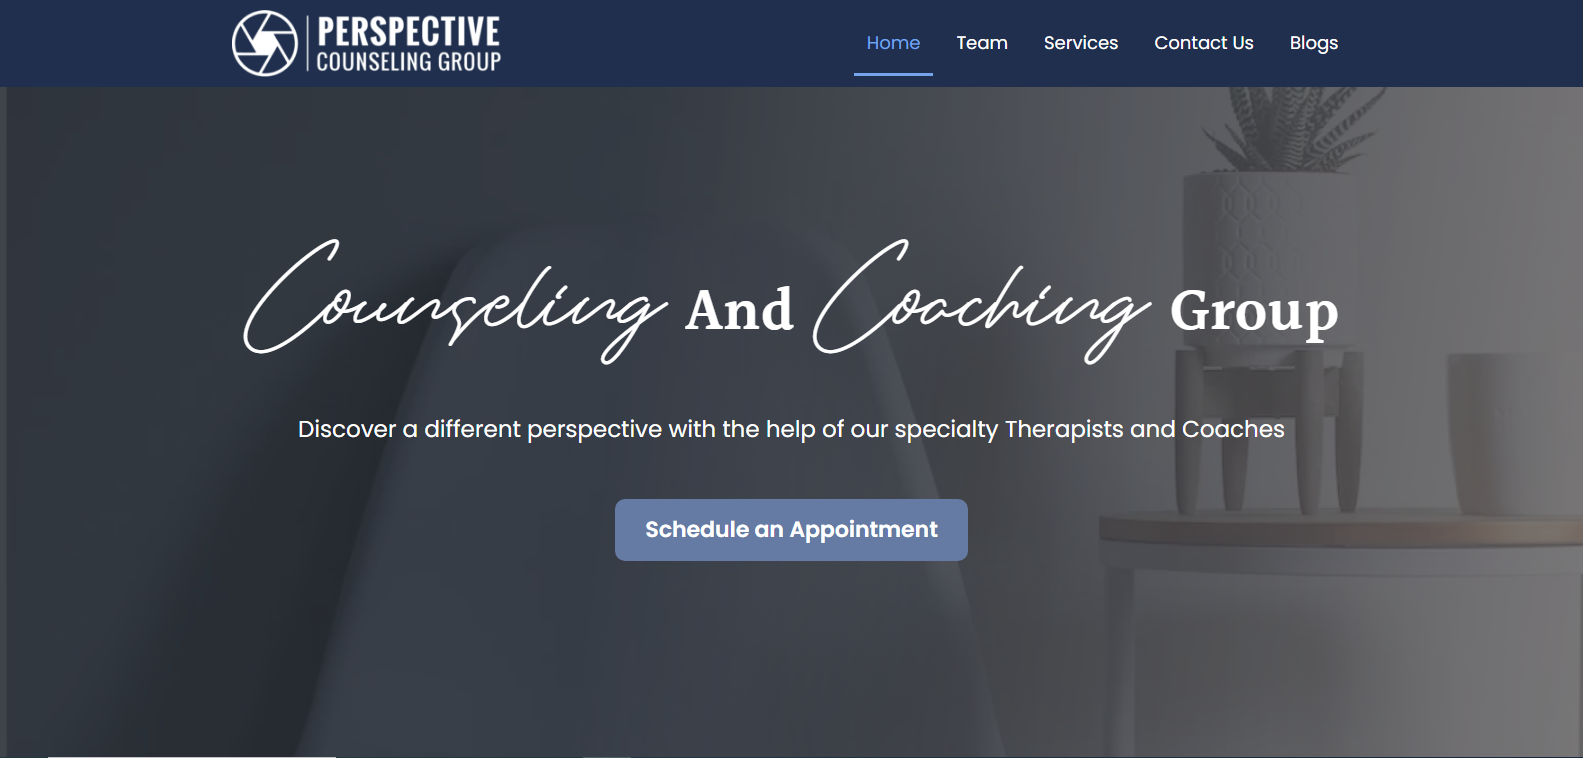 PERSPECTIVE
COUNSELING GROUP
Home Team Services Contact Us Blogs
Counseling And Coaching Group
Discover a different perspective with the help of our specialty Therapists and Coaches
Schedule an Appointment